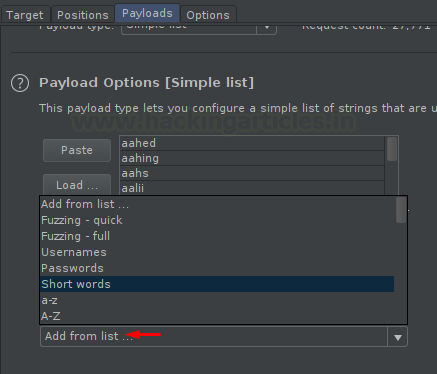 Target Positions Payloads Options
Payload type: Simple list Request count: 27,771
Payload Options [Simple list]
This payload type lets you configure a simple list of strings that are u
www.hackingarticles.in
Paste
aahed
aahing
Load ...
aahs
aalii
Add from list ...
Fuzzing - quick
Fuzzing - full
Usernames
Passwords
Short words
a-z
A-Z
Add from list ...